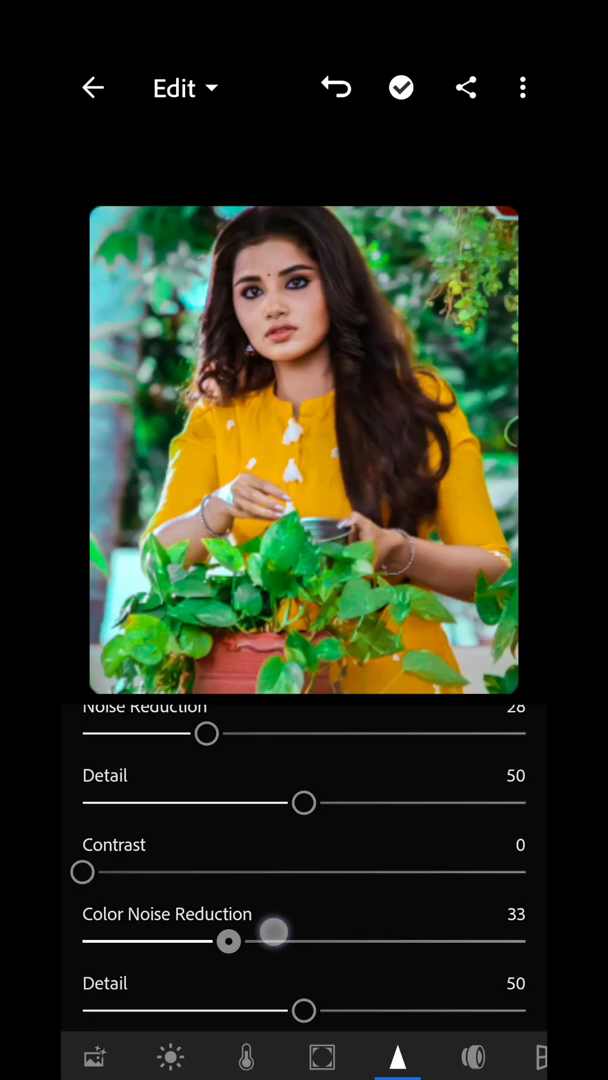 Edit
Noise Reduction 28
Detail 50
Contrast 0
Color Noise Reduction 33
Detail 50